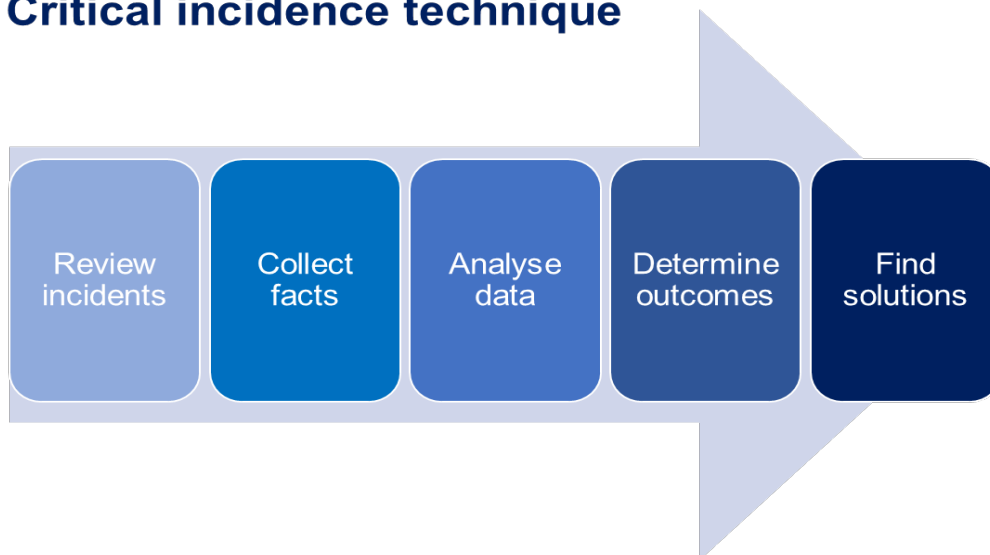 Critical incidence technique
Review
incidents
Collect
facts
Analyse
data
Determine
outcomes
Find
solutions